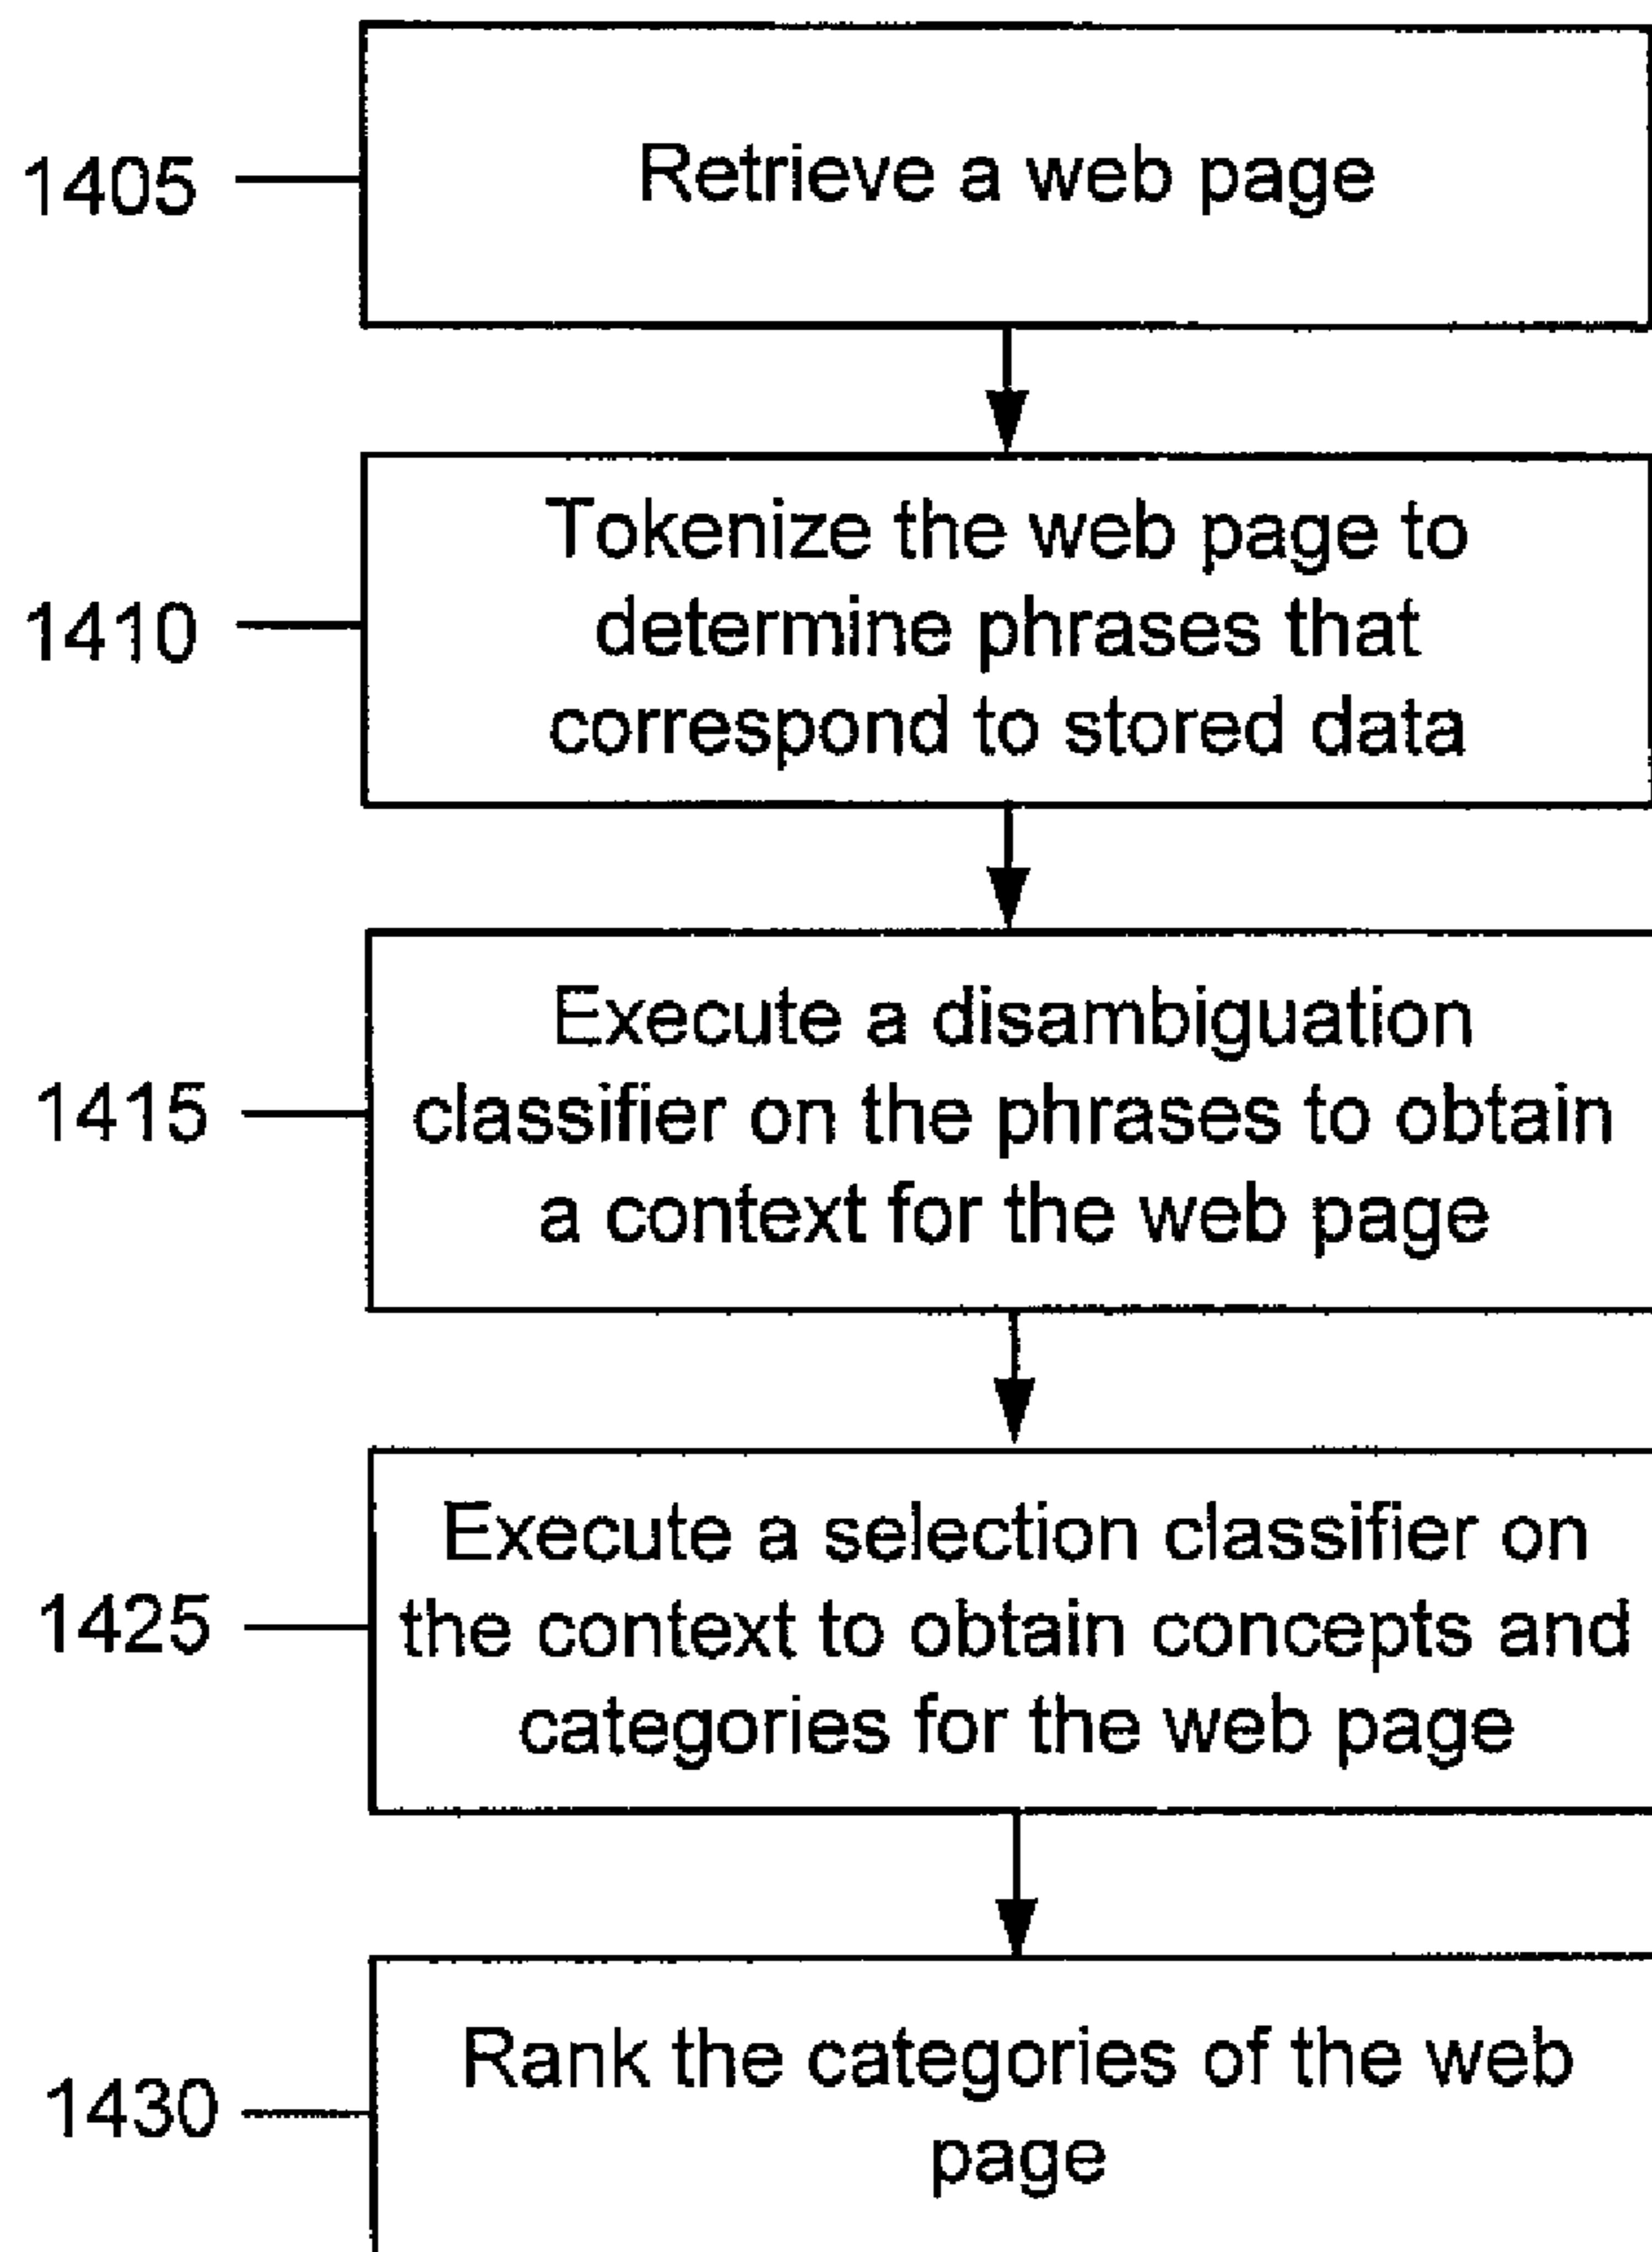 1405
Retrieve a web page
Tokenize the web page to
1410
determine phrases that
correspond to stored data
Execute a disambiguation
1415
classifier on the phrases to obtain
a context for the web page
Execute a selection classifier on
1425
the context to obtain concepts and
categories for the web page
Rank the categories of the web
1430
page